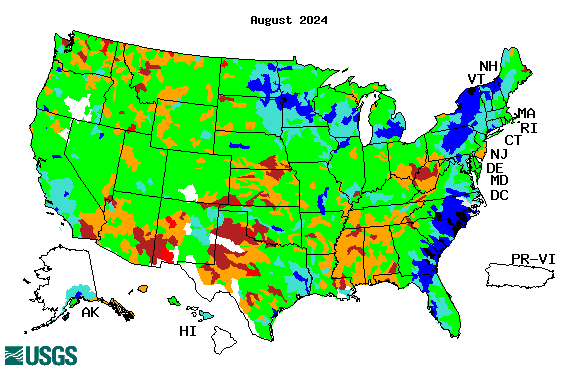 August 2024
NH
VT
MA
RI
CT
NJ
DE
MD
DC
PR-VI
AK
HI
USGS